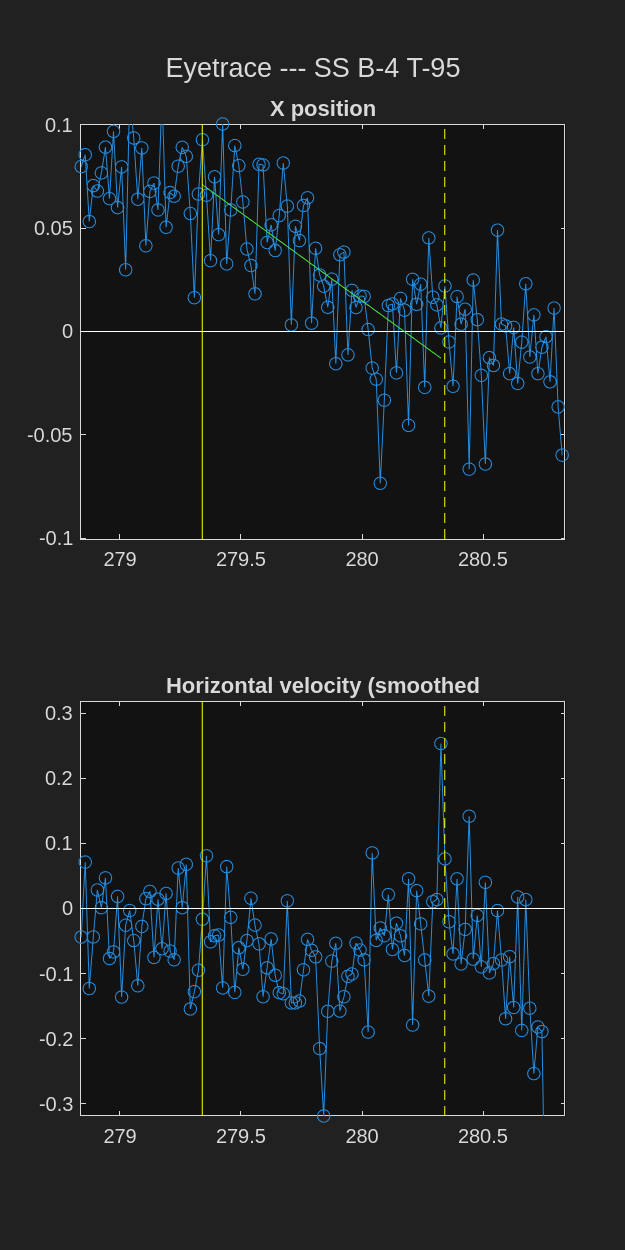 Eyetrace --- SS B-4 T-95
X position
0.1
0.05
0
-0.05
-0.1
279 279.5 280 280.5
Horizontal velocity (smoothed
0.3
0.2
0.1
0
-0.1
-0.2
-0.3
279 279.5 280 280.5